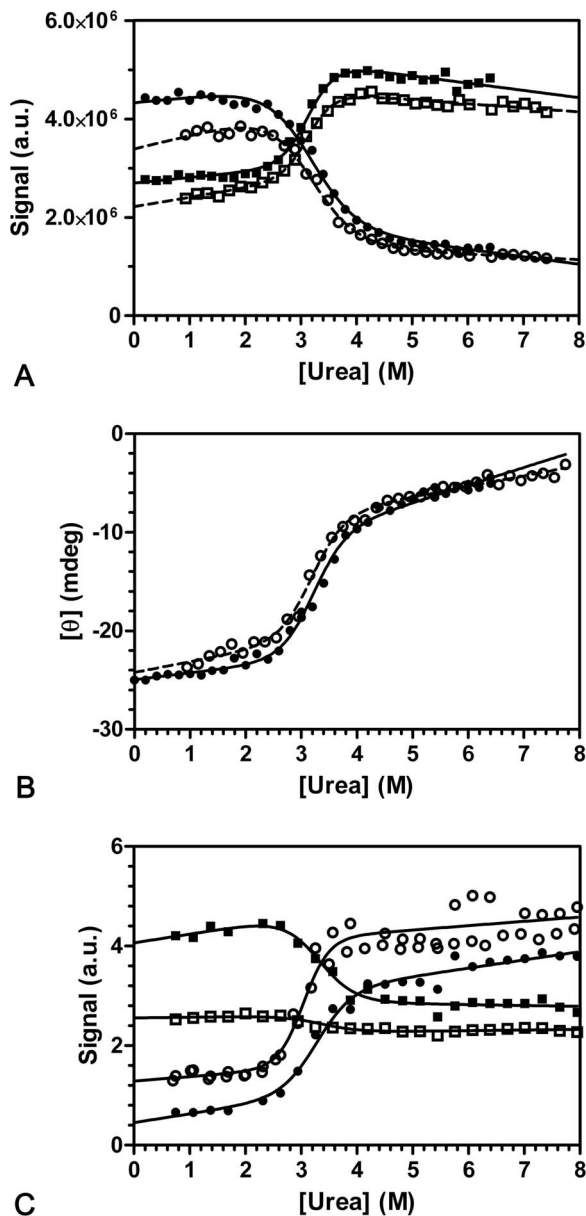 6.0×10⁶
4.0×10⁶
2.0×10⁶
0
Signal (a.u.)
0 1 2 3 4 5 6 7 8
[Urea] (M)
A
0
-10
-20
-30
[θ] (mdeg)
0 1 2 3 4 5 6 7 8
[Urea] (M)
B
6
4
2
0
Signal (a.u.)
0 1 2 3 4 5 6 7 8
[Urea] (M)
C